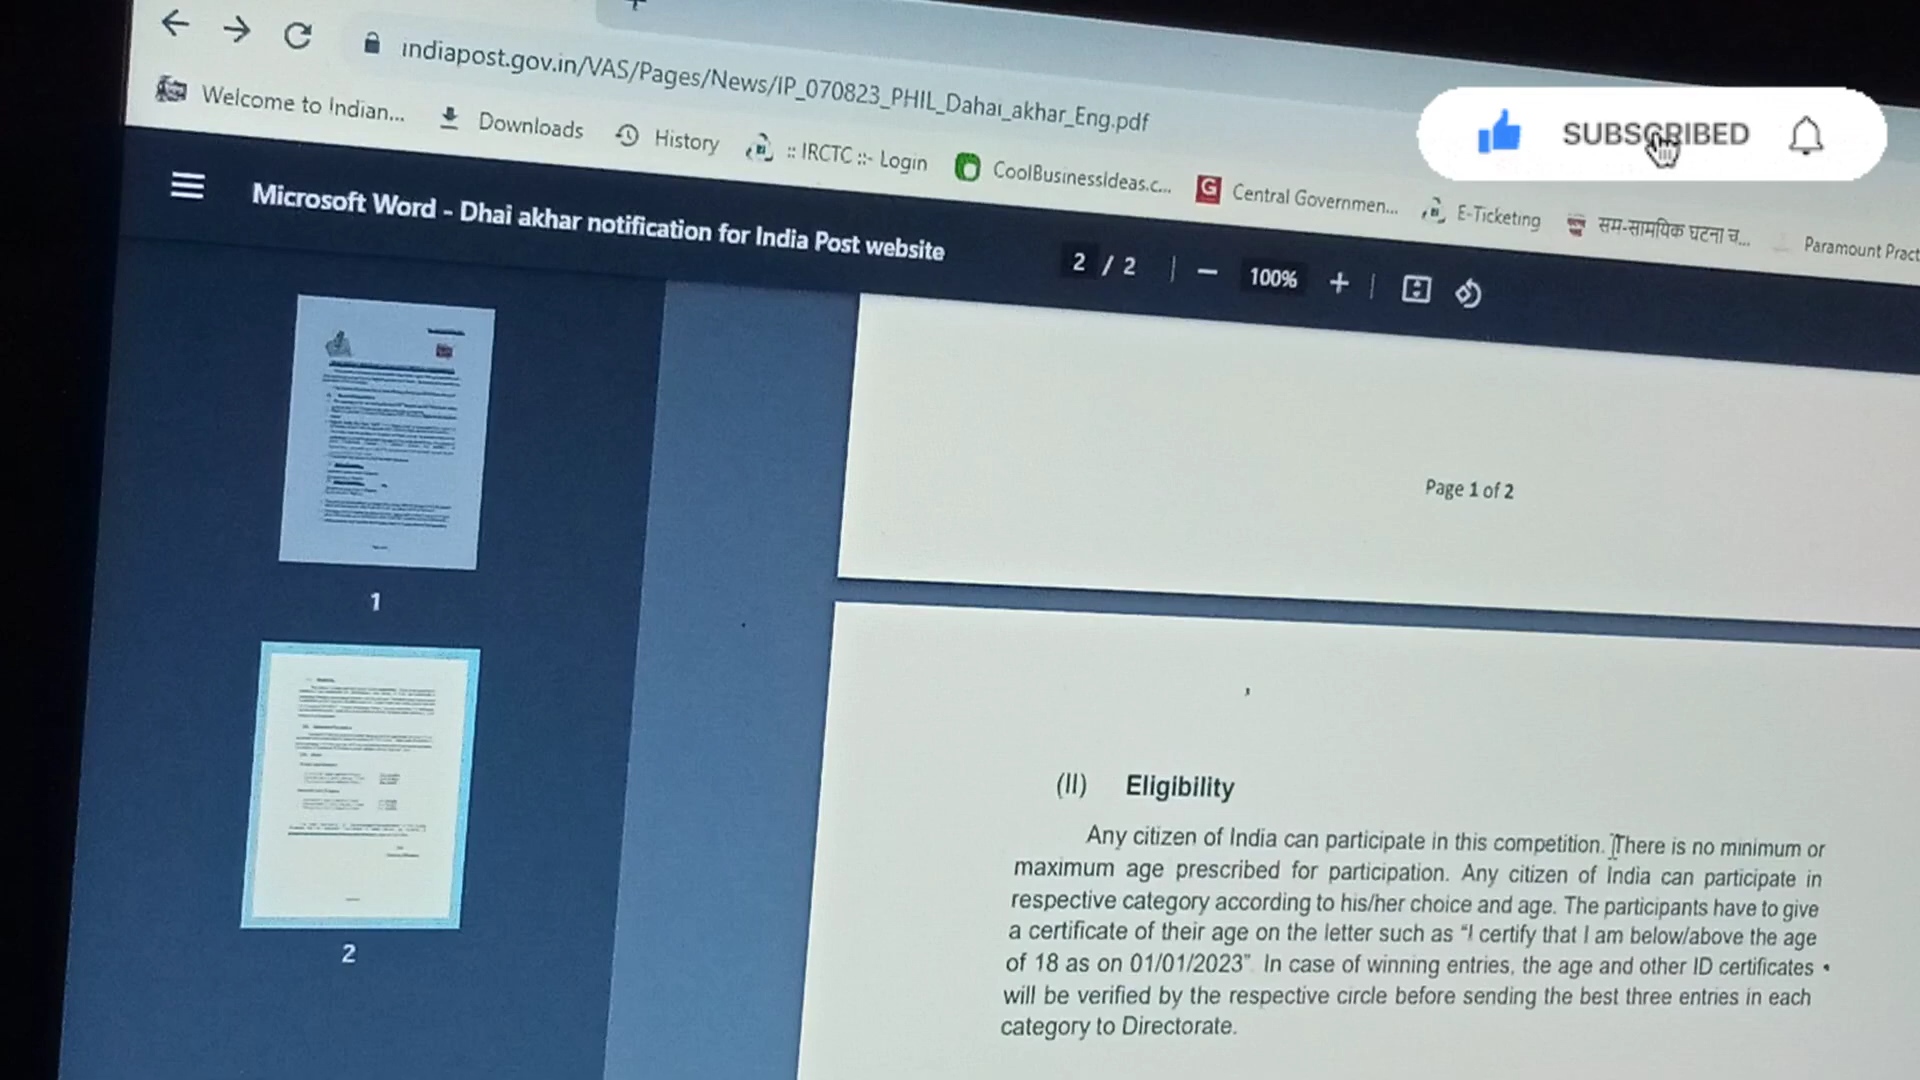 indiapost.gov.in/VAS/Pages/News/IP_070823_PHIL_Dahai_akhar_Eng.pdf
Welcome to Indian...
Downloads
History
:: IRCTC ::- Login
CoolBusinessIdeas.c...
Central Governmen...
E-Ticketing
सम-सामयिक घटना च...
Paramount Pract
SUBSCRIBED
Microsoft Word - Dhai akhar notification for India Post website
2 / 2
100%
1
2
Page 1 of 2
(II) Eligibility
Any citizen of India can participate in this competition. There is no minimum or
maximum age prescribed for participation. Any citizen of India can participate in
respective category according to his/her choice and age. The participants have to give
a certificate of their age on the letter such as “I certify that I am below/above the age
of 18 as on 01/01/2023”. In case of winning entries, the age and other ID certificates
will be verified by the respective circle before sending the best three entries in each
category to Directorate.